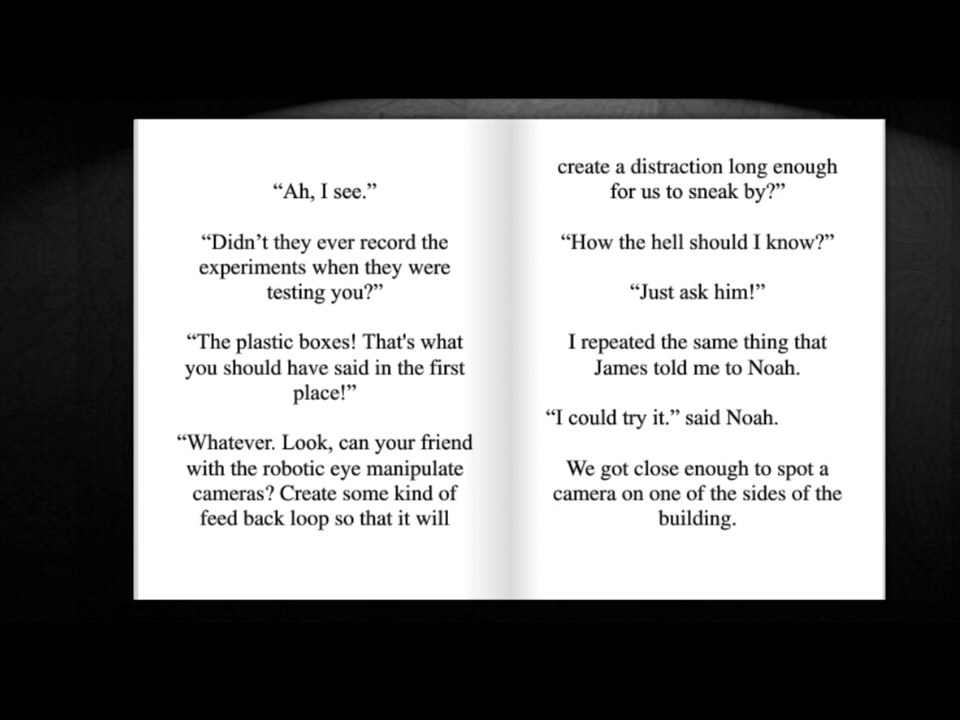 “Ah, I see.”
“Didn’t they ever record the
experiments when they were
testing you?”
“The plastic boxes! That's what
you should have said in the first
place!”
“Whatever. Look, can your friend
with the robotic eye manipulate
cameras? Create some kind of
feed back loop so that it will
create a distraction long enough
for us to sneak by?”
“How the hell should I know?”
“Just ask him!”
I repeated the same thing that
James told me to Noah.
“I could try it.” said Noah.
We got close enough to spot a
camera on one of the sides of the
building.